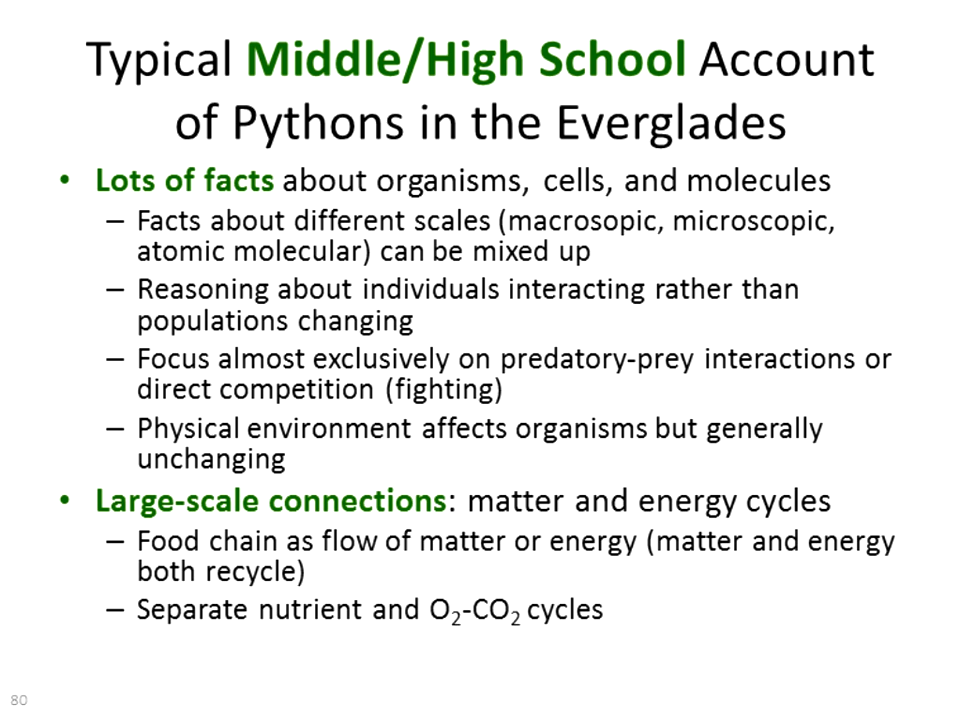 Typical Middle/High School Account
of Pythons in the Everglades
• Lots of facts about organisms, cells, and molecules
– Facts about different scales (macrosopic, microscopic,
atomic molecular) can be mixed up
– Reasoning about individuals interacting rather than
populations changing
– Focus almost exclusively on predatory-prey interactions or
direct competition (fighting)
– Physical environment affects organisms but generally
unchanging
• Large-scale connections: matter and energy cycles
– Food chain as flow of matter or energy (matter and energy
both recycle)
– Separate nutrient and O₂-CO₂ cycles
80